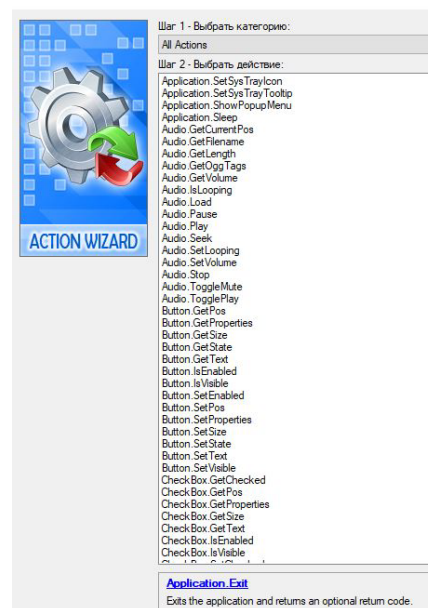 Шаг 1 - Выбрать категорию:
All Actions
Шаг 2 - Выбрать действие:
Application.SetSysTrayIcon
Application.SetSysTrayTooltip
Application.ShowPopupMenu
Application.Sleep
Audio.GetCurrentPos
Audio.GetFilename
Audio.GetLength
Audio.GetOggTags
Audio.GetVolume
Audio.IsLooping
Audio.Load
Audio.Pause
Audio.Play
Audio.Seek
Audio.SetLooping
Audio.SetVolume
Audio.Stop
Audio.ToggleMute
Audio.TogglePlay
Button.GetPos
Button.GetProperties
Button.GetSize
Button.GetState
Button.GetText
Button.IsEnabled
Button.IsVisible
Button.SetEnabled
Button.SetPos
Button.SetProperties
Button.SetSize
Button.SetState
Button.SetText
Button.SetVisible
CheckBox.GetChecked
CheckBox.GetPos
CheckBox.GetProperties
CheckBox.GetSize
CheckBox.GetText
CheckBox.IsEnabled
CheckBox.IsVisible
ACTION WIZARD
Application.Exit
Exits the application and returns an optional return code.